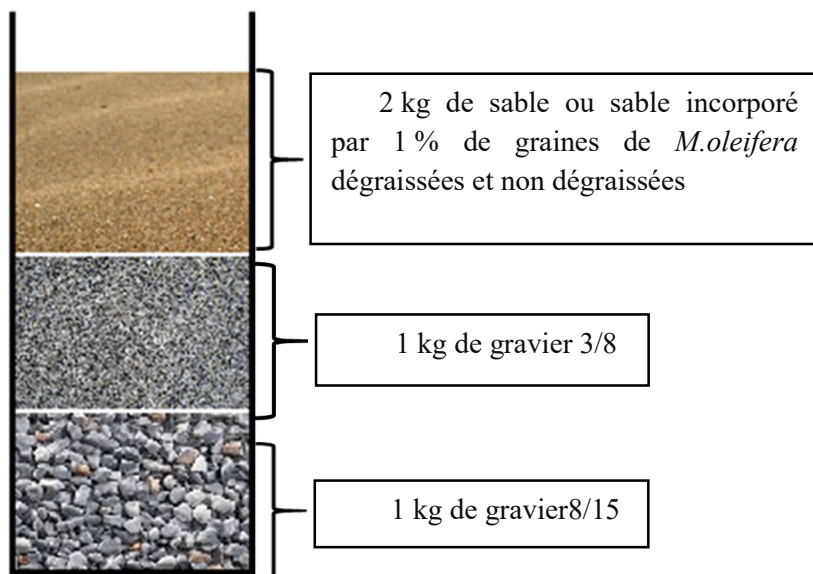 2 kg de sable ou sable incorporé
par 1 % de graines de M.oleifera
dégraissées et non dégraissées
1 kg de gravier 3/8
1 kg de gravier8/15